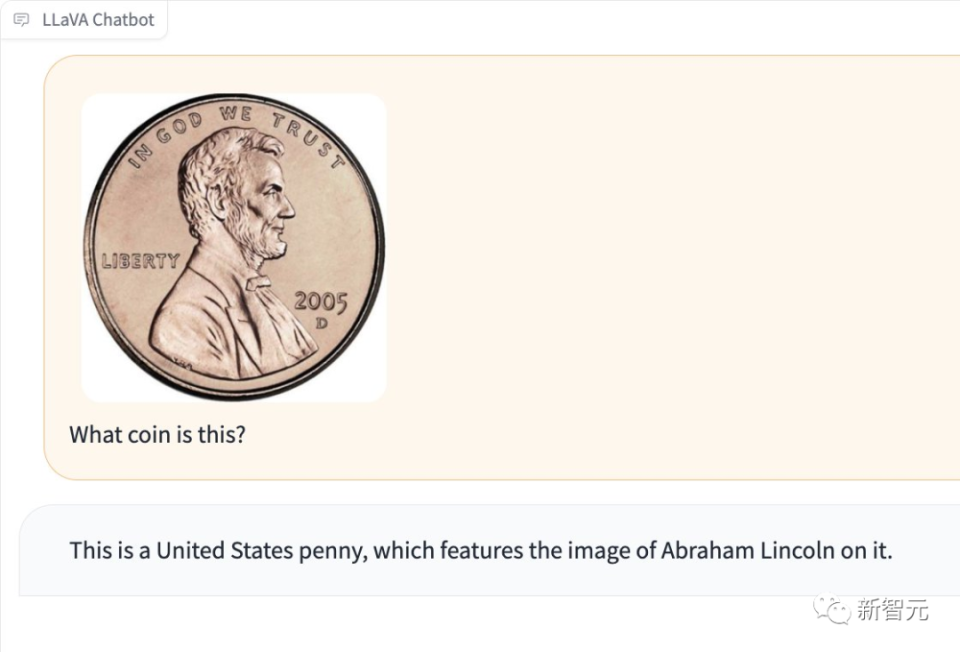 LLaVA Chatbot
IN GOD WE TRUST
LIBERTY
2005
D
What coin is this?
This is a United States penny, which features the image of Abraham Lincoln on it.
新智元